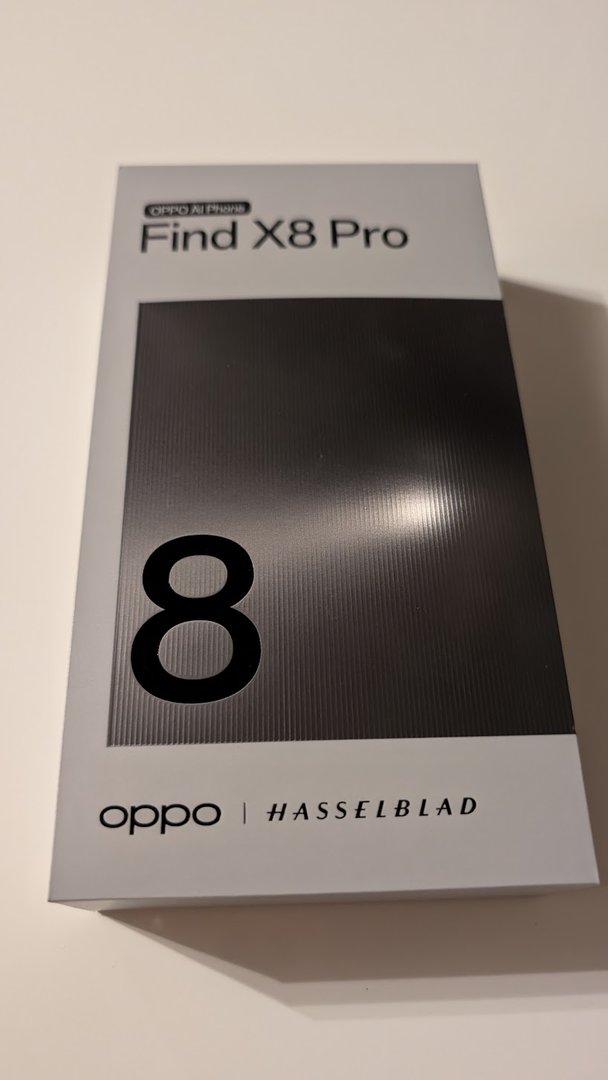 OPPO AI Phone
Find X8 Pro
8
oppo | HASSELBLAD